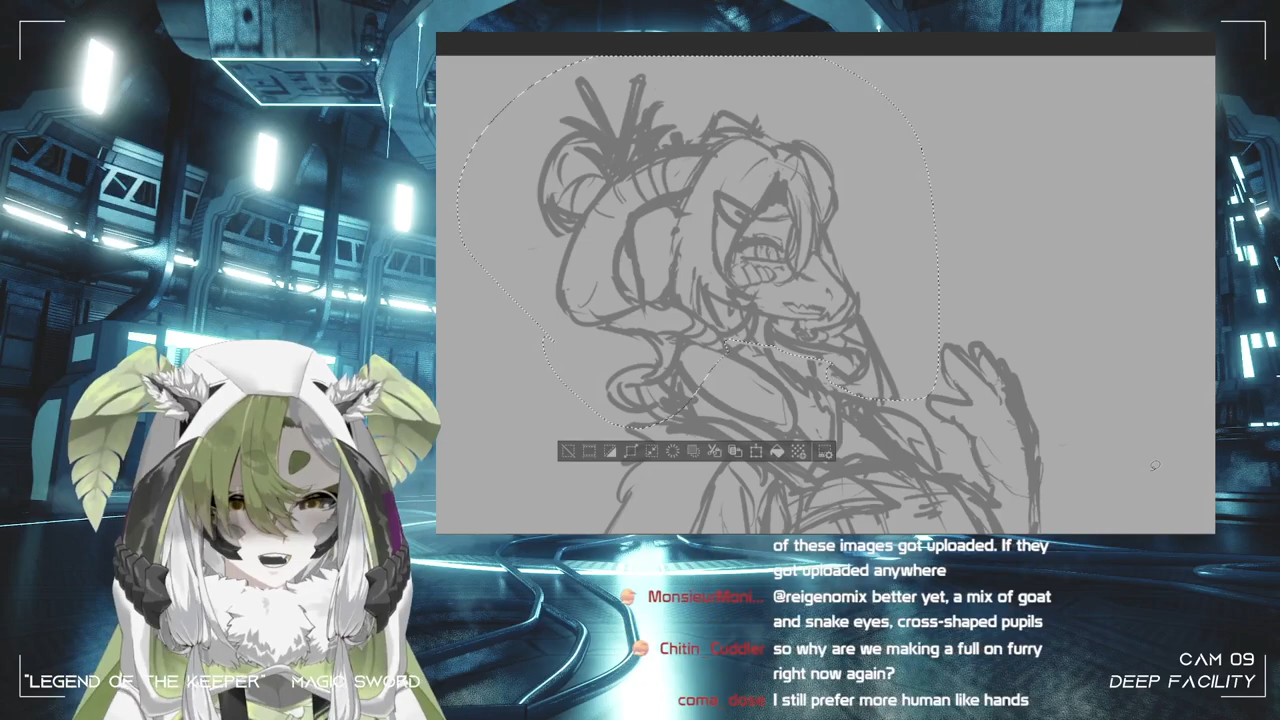 of these images got uploaded. If they
got uploaded anywhere
MonsieurMoni... @reigenomix better yet, a mix of goat
and snake eyes, cross-shaped pupils
Chitin_Cuddler so why are we making a full on furry
right now again?
coma_dose I still prefer more human like hands
"LEGEND OF THE KEEPER" MAGIC SWORD
CAM 09
DEEP FACILITY